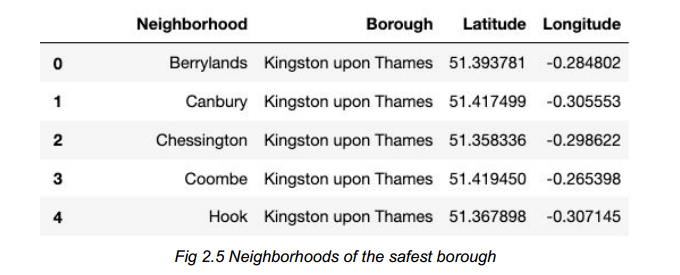 Neighborhood Borough Latitude Longitude
0 Berrylands Kingston upon Thames 51.393781 -0.284802
1 Canbury Kingston upon Thames 51.417499 -0.305553
2 Chessington Kingston upon Thames 51.358336 -0.298622
3 Coombe Kingston upon Thames 51.419450 -0.265398
4 Hook Kingston upon Thames 51.367898 -0.307145
Fig 2.5 Neighborhoods of the safest borough